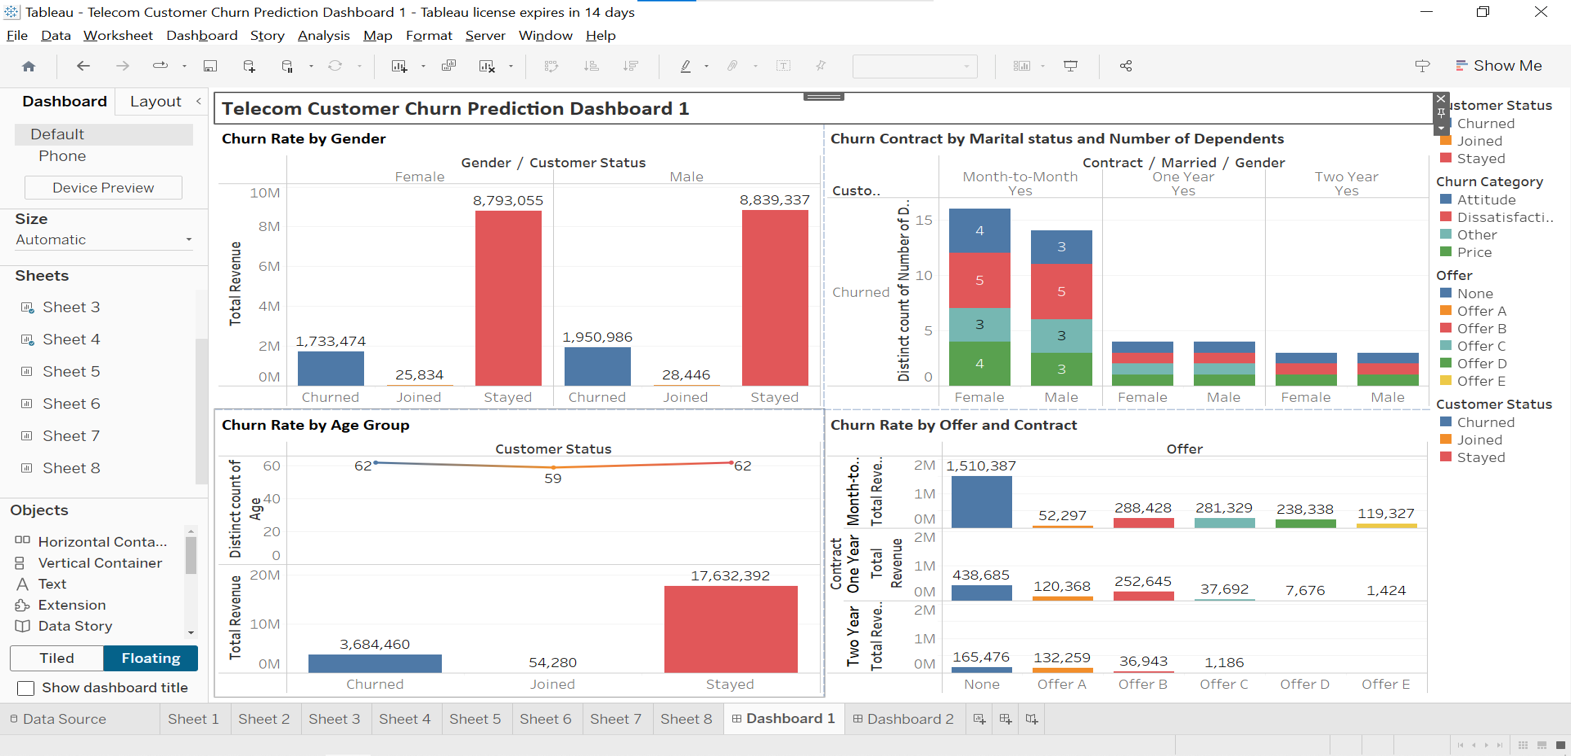 Tableau - Telecom Customer Churn Prediction Dashboard 1 - Tableau license expires in 14 days
File Data Worksheet Dashboard Story Analysis Map Format Server Window Help
Show Me
Dashboard Layout
Default
Phone
Device Preview
Size
Automatic
Sheets
Sheet 3
Sheet 4
Sheet 5
Sheet 6
Sheet 7
Sheet 8
Objects
Horizontal Conta...
Vertical Container
A Text
Extension
Data Story
Tiled Floating
Show dashboard title
Telecom Customer Churn Prediction Dashboard 1
Churn Rate by Gender
Gender / Customer Status
Female Male
Total Revenue
10M
8M
6M
4M
2M
0M
1,733,474
25,834
8,793,055
1,950,986
28,446
8,839,337
Churned Joined Stayed Churned Joined Stayed
Churn Contract by Marital status and Number of Dependents
Contract / Married / Gender
Month-to-Month One Year Two Year
Custo.. Yes Yes Yes
Churned
Distinct count of Number of D..
15
10
5
0
4 3
5 5
3 3
4 3
Female Male Female Male Female Male
Churn Rate by Age Group
Customer Status
Distinct count of
Age
60
40
20
0
62 59 62
Total Revenue
20M
10M
0M
3,684,460
54,280
17,632,392
Churned Joined Stayed
Churn Rate by Offer and Contract
Offer
Contract
Month-to..
Total Reve..
2M
1M
0M
1,510,387 52,297 288,428 281,329 238,338 119,327
One Year
Total
Revenue
2M
1M
0M
438,685 120,368 252,645 37,692 7,676 1,424
Two Year
Total Reve..
2M
1M
0M
165,476 132,259 36,943 1,186
None Offer A Offer B Offer C Offer D Offer E
ustomer Status
Churned
Joined
Stayed
Churn Category
Attitude
Dissatisfacti..
Other
Price
Offer
None
Offer A
Offer B
Offer C
Offer D
Offer E
Customer Status
Churned
Joined
Stayed
Data Source Sheet 1 Sheet 2 Sheet 3 Sheet 4 Sheet 5 Sheet 6 Sheet 7 Sheet 8 Dashboard 1 Dashboard 2